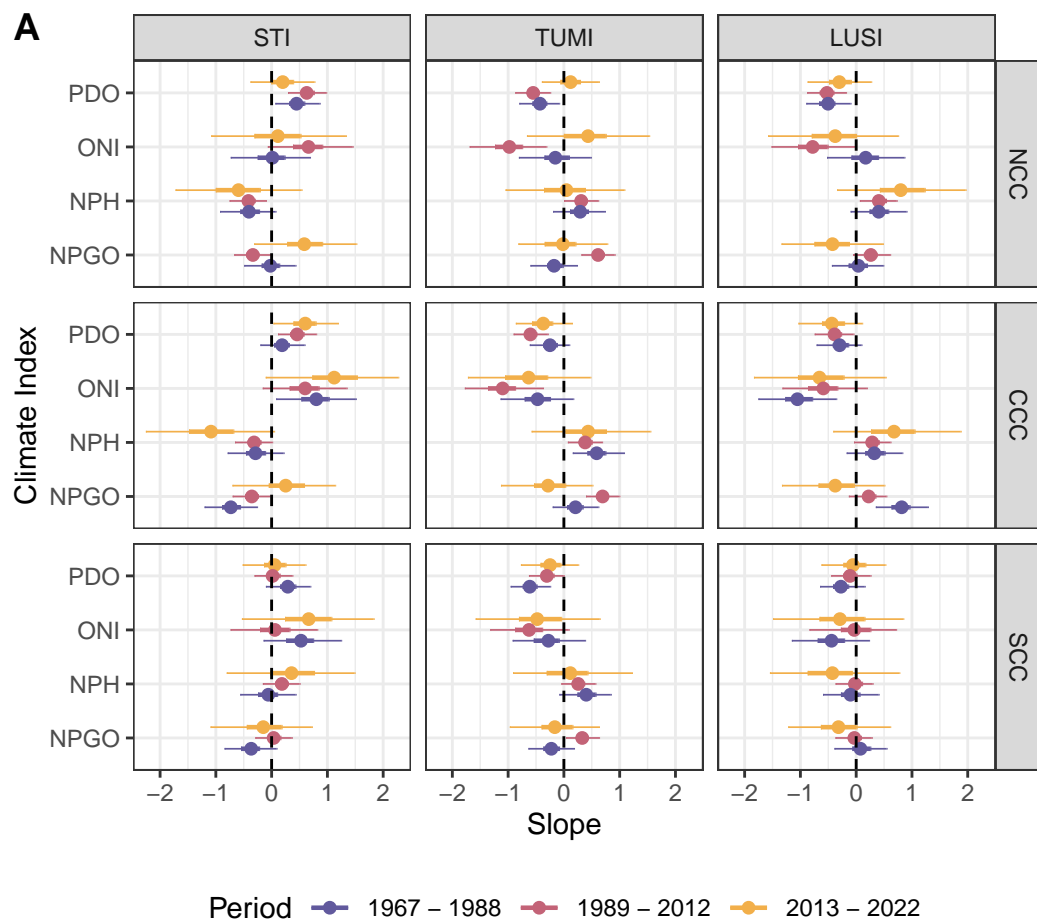 A
STI TUMI LUSI
PDO
ONI
NPH
NPGO
NCC
PDO
ONI
NPH
NPGO
CCC
PDO
ONI
NPH
NPGO
SCC
Climate Index
−2 −1 0 1 2 −2 −1 0 1 2 −2 −1 0 1 2
Slope
Period 1967 − 1988 1989 − 2012 2013 − 2022